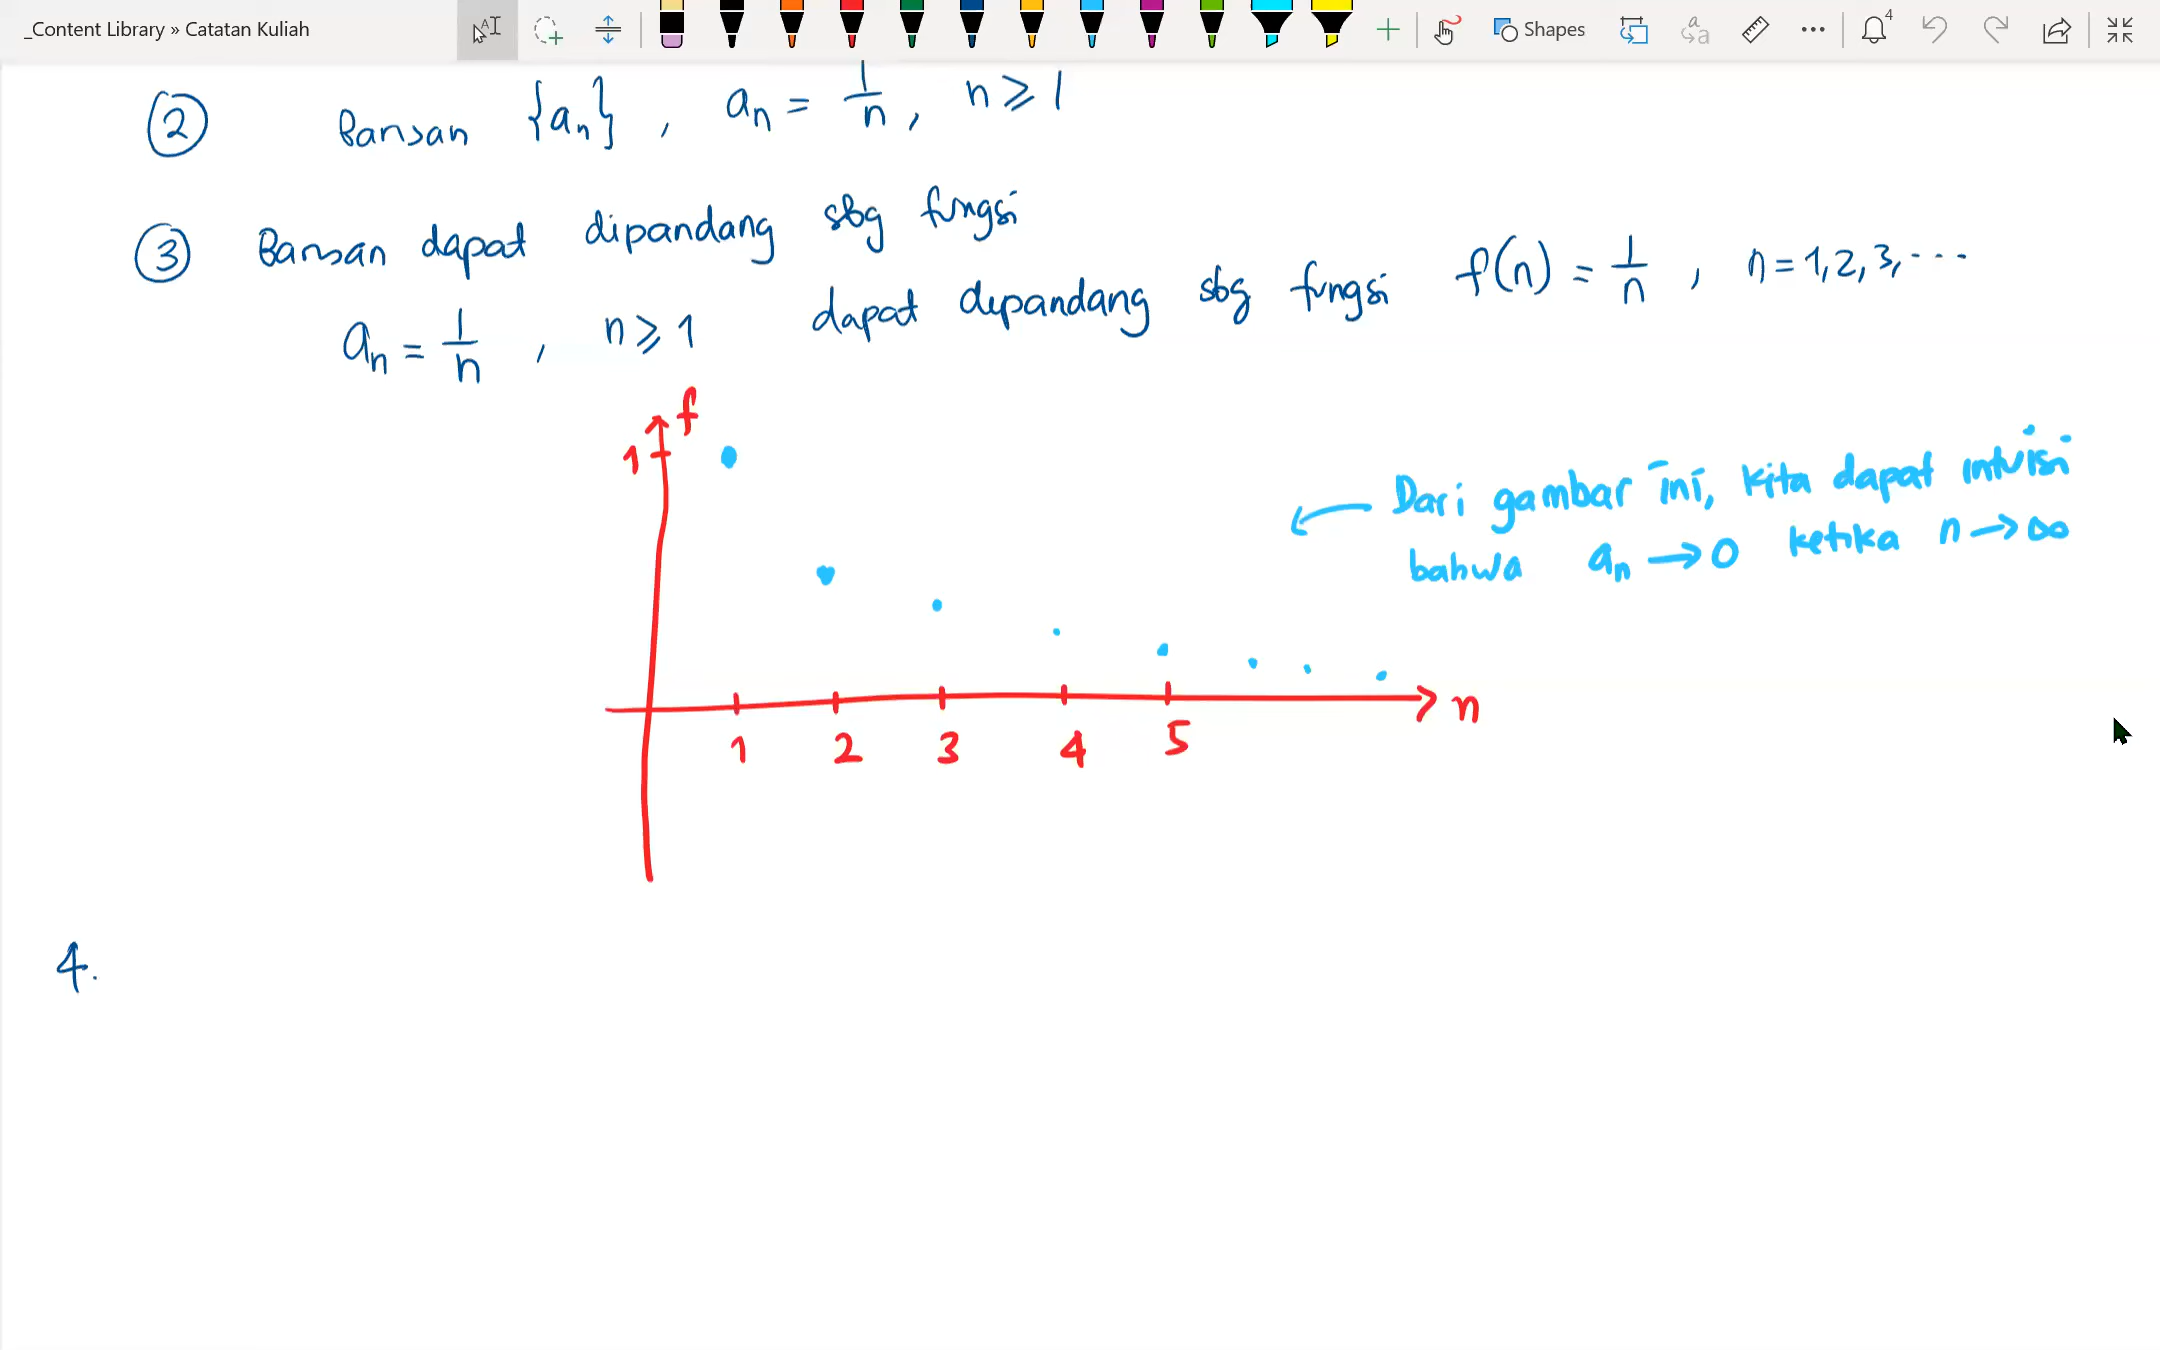 _Content Library » Catatan Kuliah
Shapes
4
② Barisan {aₙ} , aₙ = 1/n , n ≥ 1
③ Barisan dapat dipandang sbg fungsi
aₙ = 1/n , n ≥ 1 dapat dipandang sbg fungsi f(n) = 1/n , n = 1, 2, 3, ...
f
1
Dari gambar ini, kita dapat intuisi
bahwa aₙ → 0 ketika n → ∞
n
1 2 3 4 5
4.